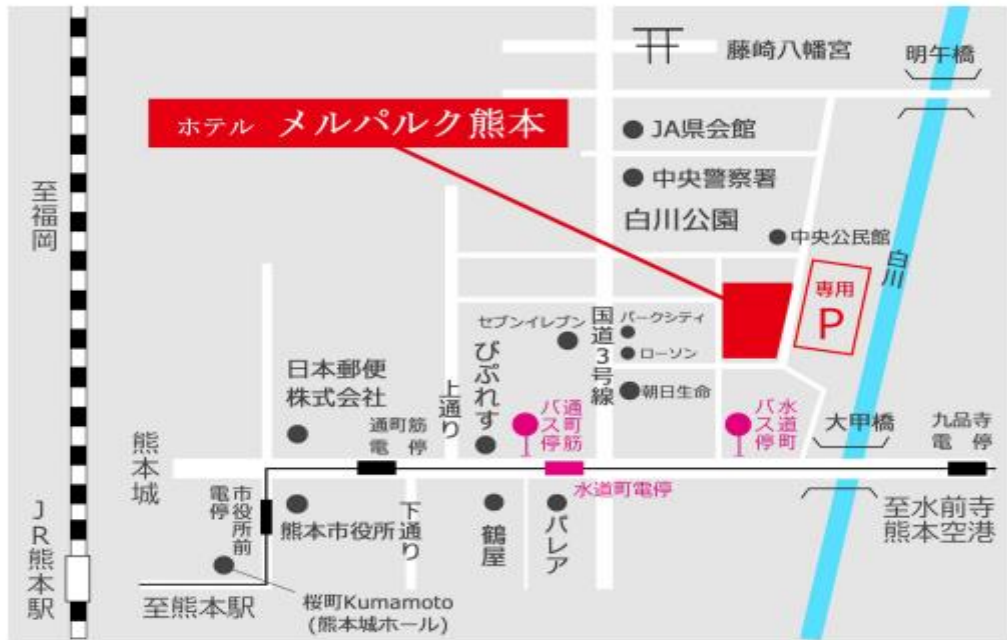 藤崎八幡宮
明午橋
ホテル メルパルク熊本
JA県会館
中央警察署
白川公園
中央公民館
白川
専用
P
至福岡
国道3号線
パークシティ
ローソン
朝日生命
セブンイレブン
びぷれす
上通り
日本郵便
株式会社
通町筋
電停
通町筋
バス停
水道町
バス停
大甲橋
九品寺
電停
熊本城
水道町電停
市役所前
電停
熊本市役所
下通り
鶴屋
パレア
至水前寺
熊本空港
JR熊本駅
至熊本駅
桜町Kumamoto
(熊本城ホール)